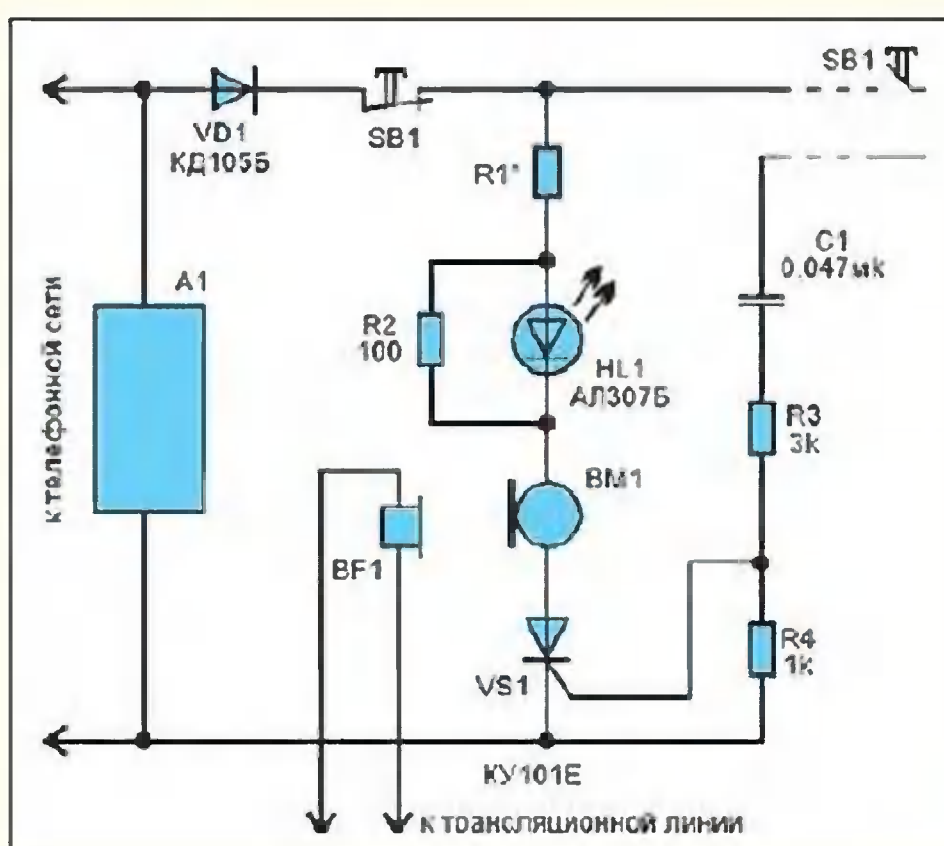 SB1
VD1
КД105Б
SB1
R1*
C1
0,047мк
A1
к телефонной сети
R2
100
HL1
АЛ307Б
R3
3k
BM1
BF1
R4
1k
VS1
КУ101Е
к трансляционной линии